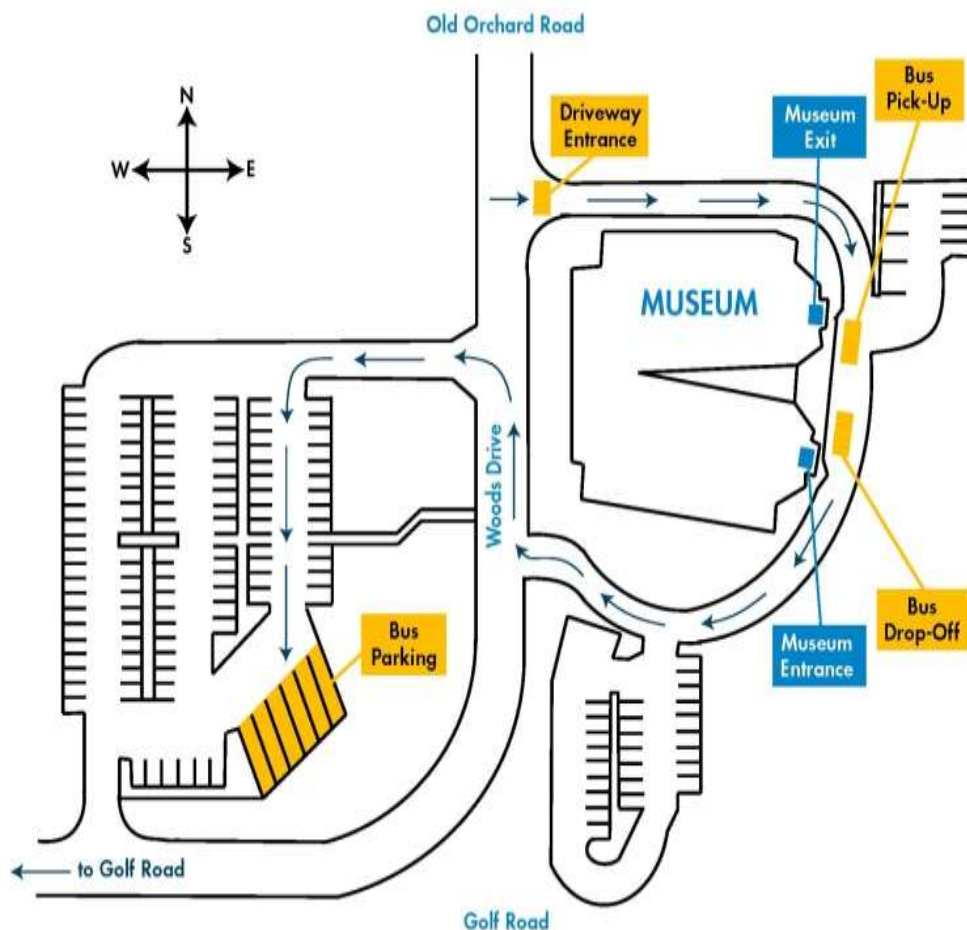 Old Orchard Road
Bus
Pick-Up
Driveway
Entrance
Museum
Exit
N
W
E
S
MUSEUM
Woods Drive
Bus
Parking
Museum
Entrance
Bus
Drop-Off
to Golf Road
Golf Road